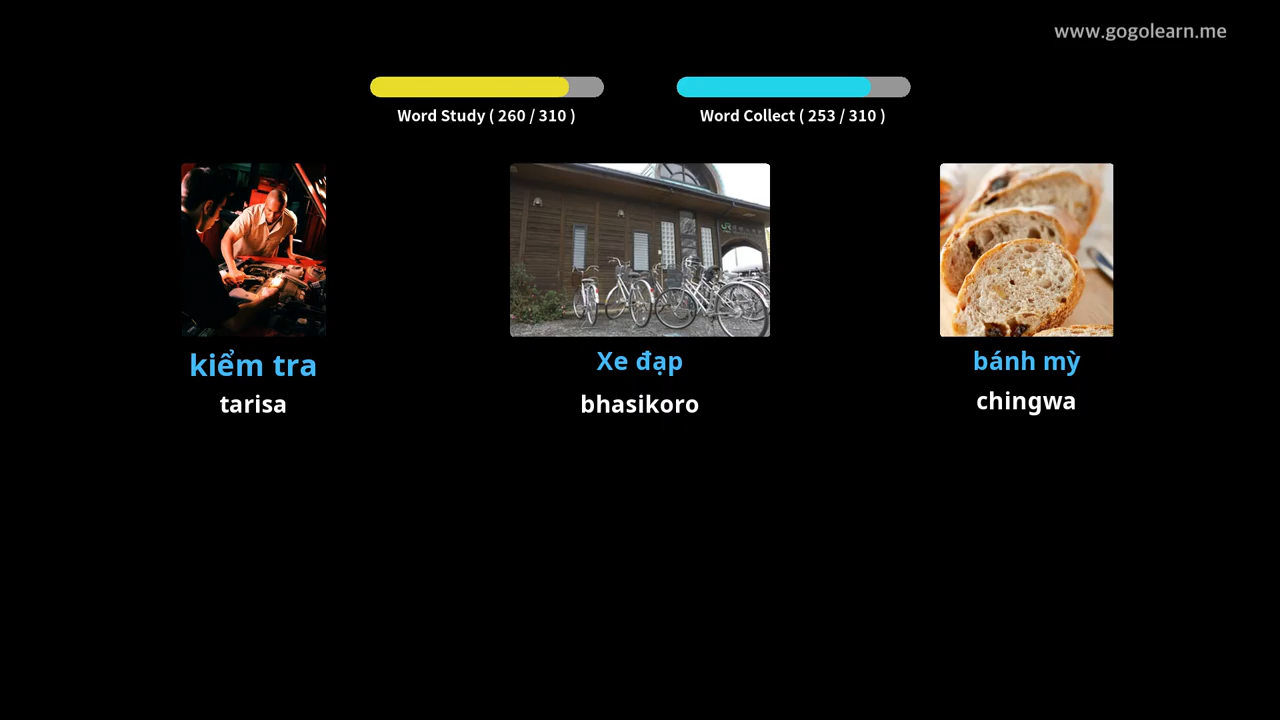 www.gogolearn.me
Word Study ( 260 / 310 )
Word Collect ( 253 / 310 )
kiểm tra
tarisa
Xe đạp
bhasikoro
bánh mỳ
chingwa